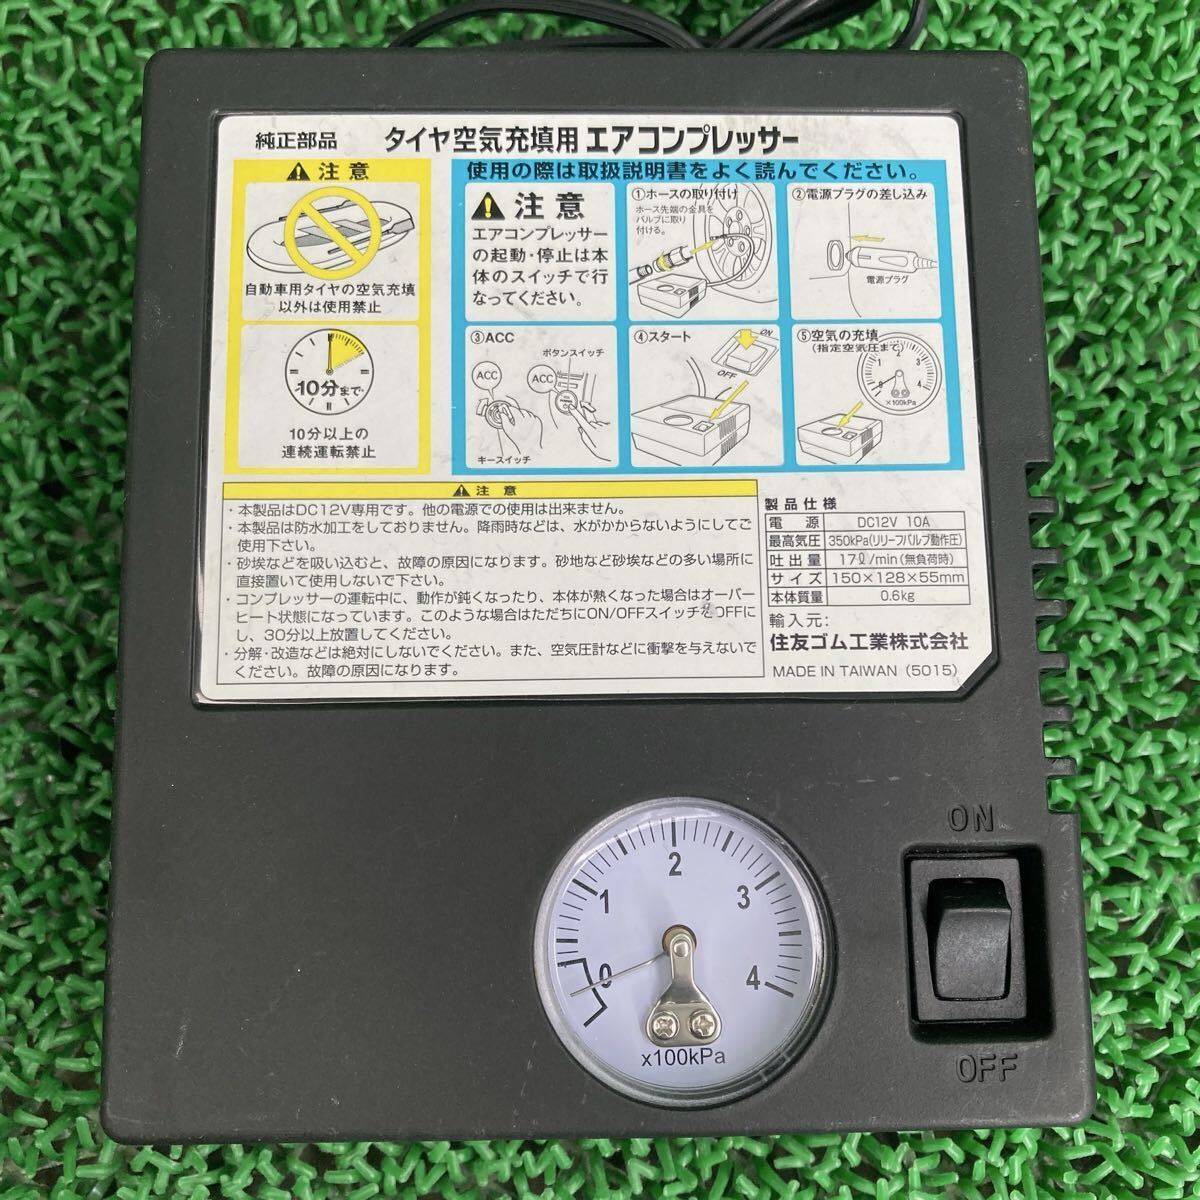 純正部品 タイヤ空気充填用 エアコンプレッサー
注意
自動車用タイヤの空気充填
以外は使用禁止
10分まで
10分以上の
連続運転禁止
使用の際は取扱説明書をよく読んでください。
注意
エアコンプレッサー
の起動・停止は本
体のスイッチで行
なってください。
①ホースの取り付け
ホース先端の金具を
バルブに取り
付ける。
②電源プラグの差し込み
電源プラグ
③ACC
ボタンスイッチ
ACC
ACC
キースイッチ
④スタート
ON
OFF
⑤空気の充填
(指定空気圧まで)
1 2 3 4
×100kPa
注意
・本製品はDC12V専用です。他の電源での使用は出来ません。
・本製品は防水加工をしておりません。降雨時などは、水がかからないようにしてご
使用下さい。
・砂埃などを吸い込むと、故障の原因になります。砂地など砂埃などの多い場所に
直接置いて使用しないで下さい。
・コンプレッサーの運転中に、動作が鈍くなったり、本体が熱くなった場合はオーバー
ヒート状態になっています。このような場合はただちにON/OFFスイッチをOFFに
し、30分以上放置してください。
・分解・改造などは絶対にしないでください。また、空気圧計などに衝撃を与えないで
ください。故障の原因になります。
製品仕様
電源 DC12V 10A
最高気圧 350kPa(リリーフバルブ動作圧)
吐出量 17ℓ/min(無負荷時)
サイズ 150×128×55mm
本体質量 0.6kg
輸入元:
住友ゴム工業株式会社
MADE IN TAIWAN (5015)
0 1 2 3 4
x100kPa
ON
OFF